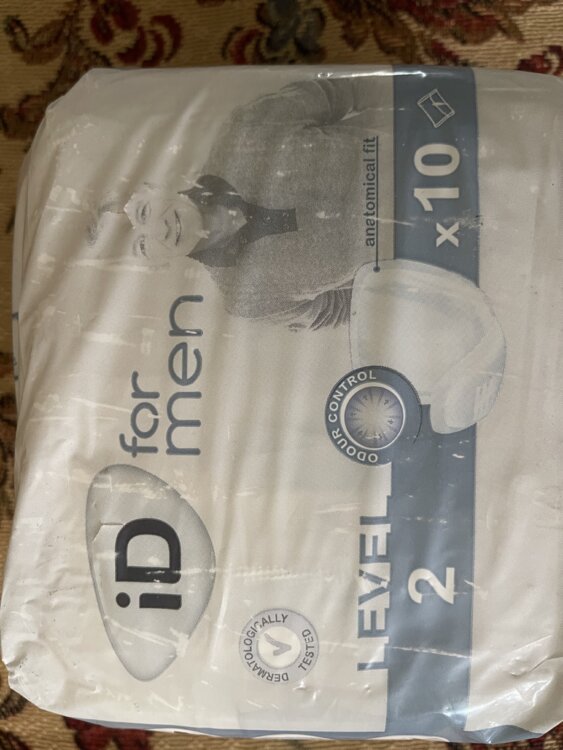 iD
for
men
DERMATOLOGICALLY
TESTED
LEVEL
2
ODOUR CONTROL
anatomical fit
x 10